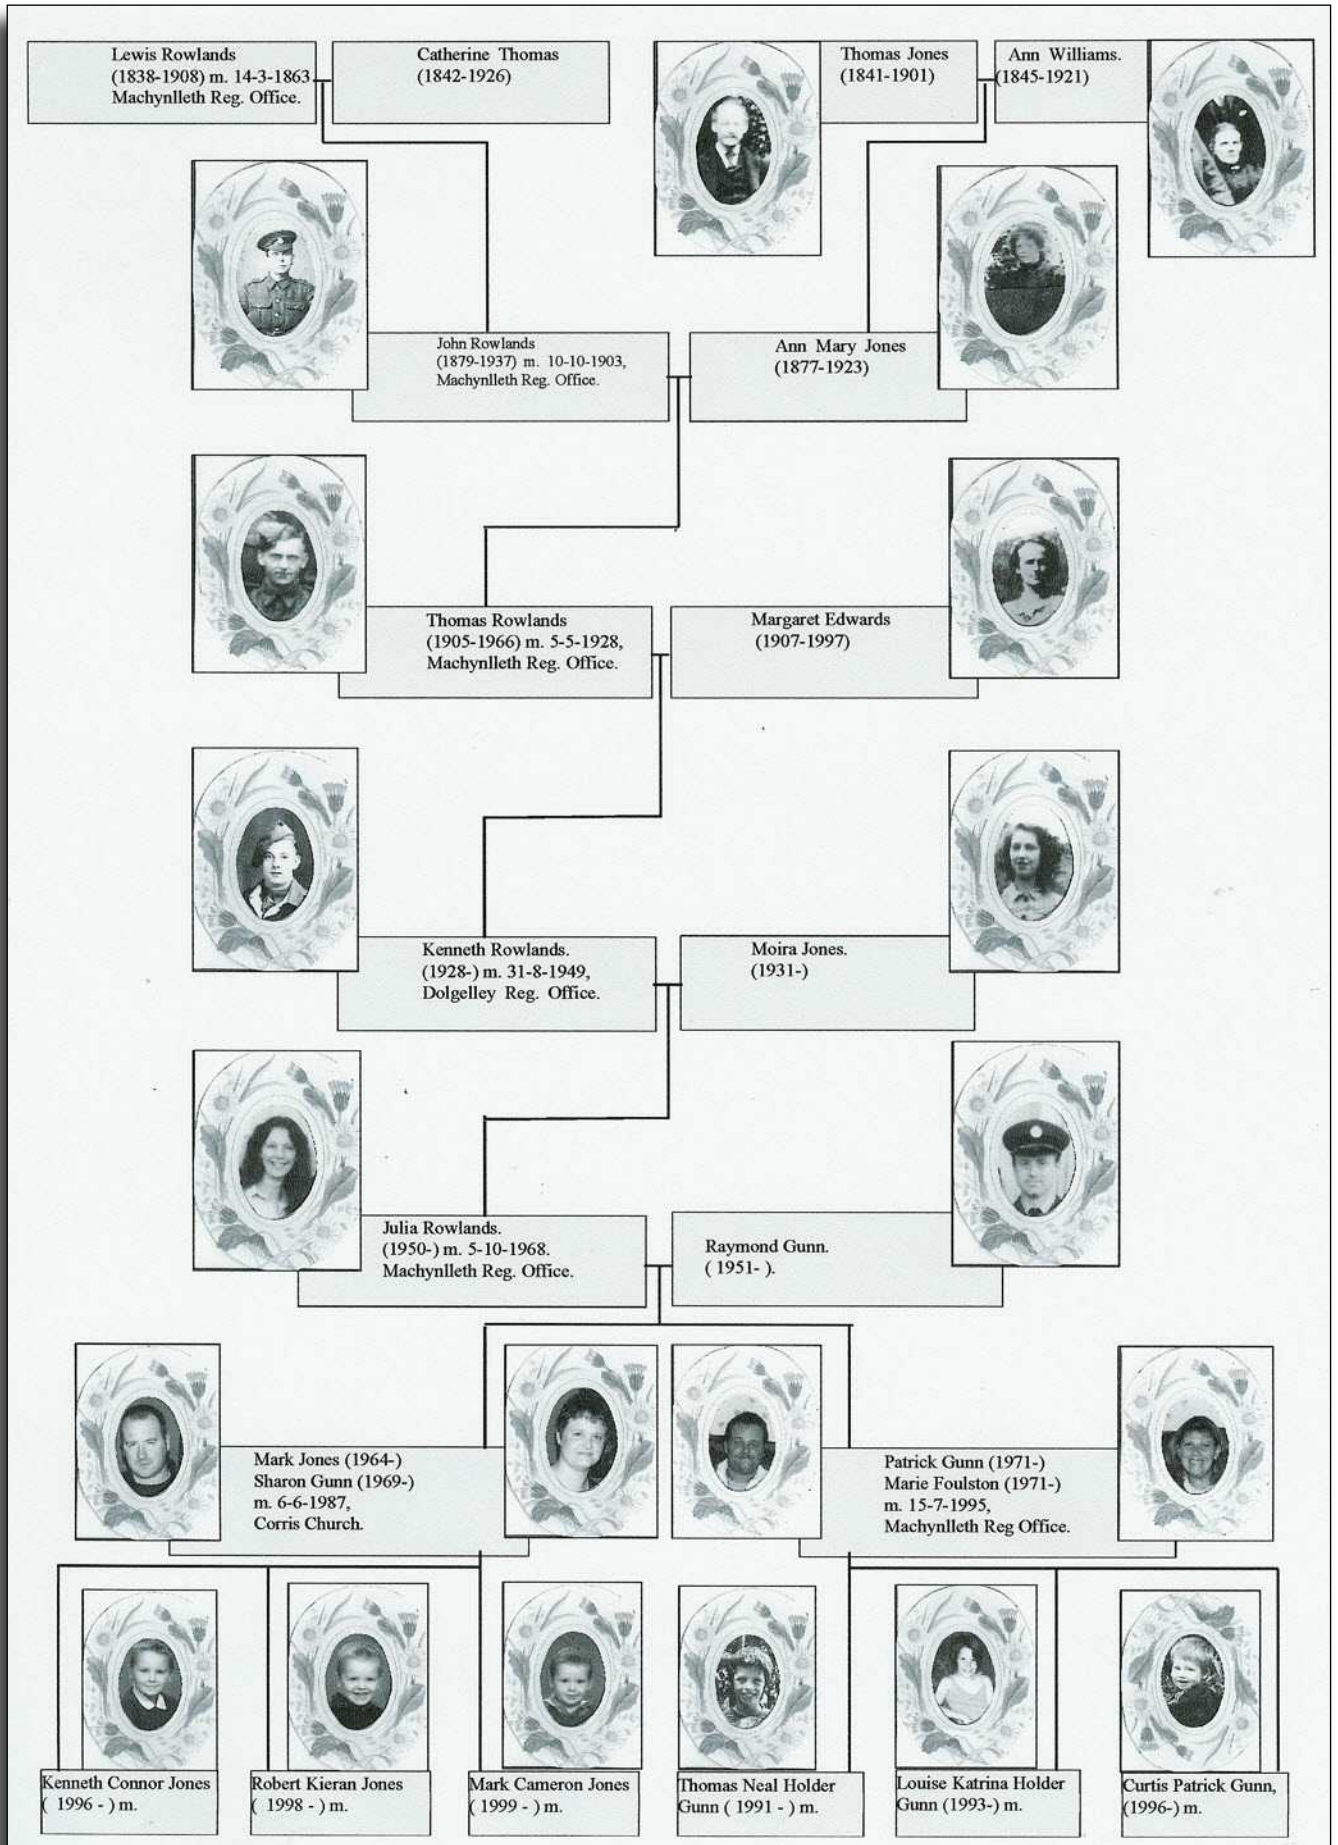 Lewis Rowlands
(1838-1908) m. 14-3-1863
Machynlleth Reg. Office.
Catherine Thomas
(1842-1926)
Thomas Jones
(1841-1901)
Ann Williams.
(1845-1921)
John Rowlands
(1879-1937) m. 10-10-1903,
Machynlleth Reg. Office.
Ann Mary Jones
(1877-1923)
Thomas Rowlands
(1905-1966) m. 5-5-1928,
Machynlleth Reg. Office.
Margaret Edwards
(1907-1997)
Kenneth Rowlands.
(1928-) m. 31-8-1949,
Dolgelley Reg. Office.
Moira Jones.
(1931-)
Julia Rowlands.
(1950-) m. 5-10-1968.
Machynlleth Reg. Office.
Raymond Gunn.
( 1951- ).
Mark Jones (1964-)
Sharon Gunn (1969-)
m. 6-6-1987,
Corris Church.
Patrick Gunn (1971-)
Marie Foulston (1971-)
m. 15-7-1995,
Machynlleth Reg Office.
Kenneth Connor Jones
( 1996 - ) m.
Robert Kieran Jones
( 1998 - ) m.
Mark Cameron Jones
( 1999 - ) m.
Thomas Neal Holder
Gunn ( 1991 - ) m.
Louise Katrina Holder
Gunn (1993-) m.
Curtis Patrick Gunn,
(1996-) m.